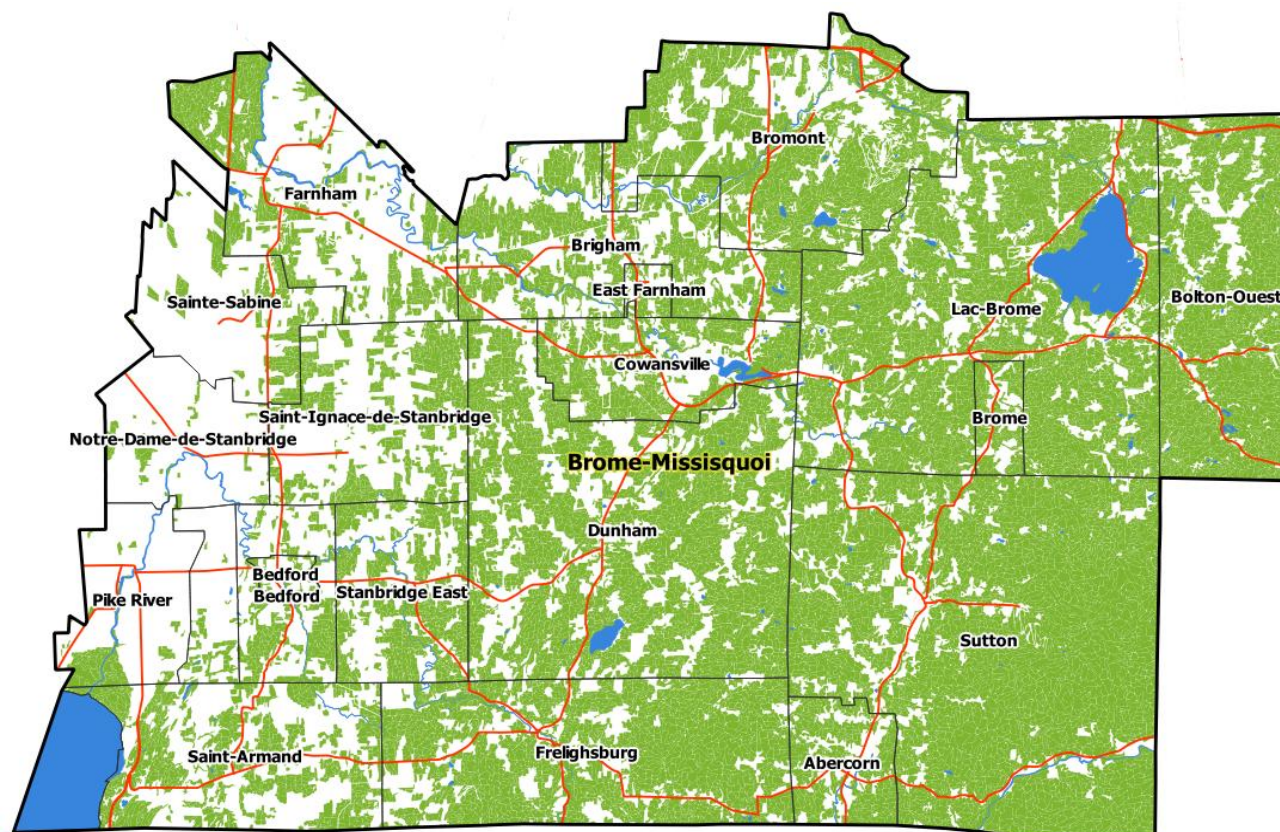 Bromont
Farnham
Brigham
East Farnham
Bolton-Ouest
Sainte-Sabine
Lac-Brome
Cowansville
Saint-Ignace-de-Stanbridge
Brome
Notre-Dame-de-Stanbridge
Brome-Missisquoi
Dunham
Bedford
Bedford
Stanbridge East
Pike River
Sutton
Saint-Armand
Frelighsburg
Abercorn